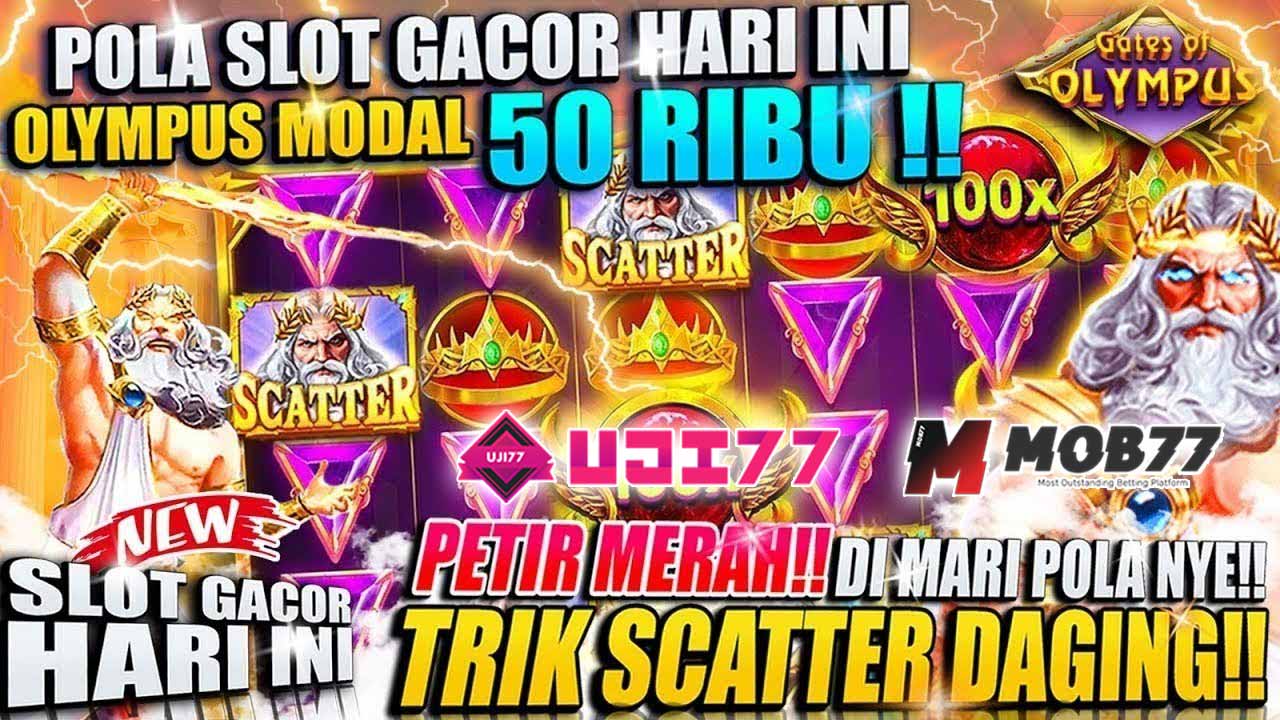 POLA SLOT GACOR HARI INI
OLYMPUS MODAL 50 RIBU !!
Gates of
OLYMPUS
100x
SCATTER
SCATTER
UJI77
UJI77
MOB77
M MOB77
Most Outstanding Betting Platform
NEW
SLOT GACOR
HARI INI
PETIR MERAH!! DI MARI POLA NYE!!
TRIK SCATTER DAGING!!